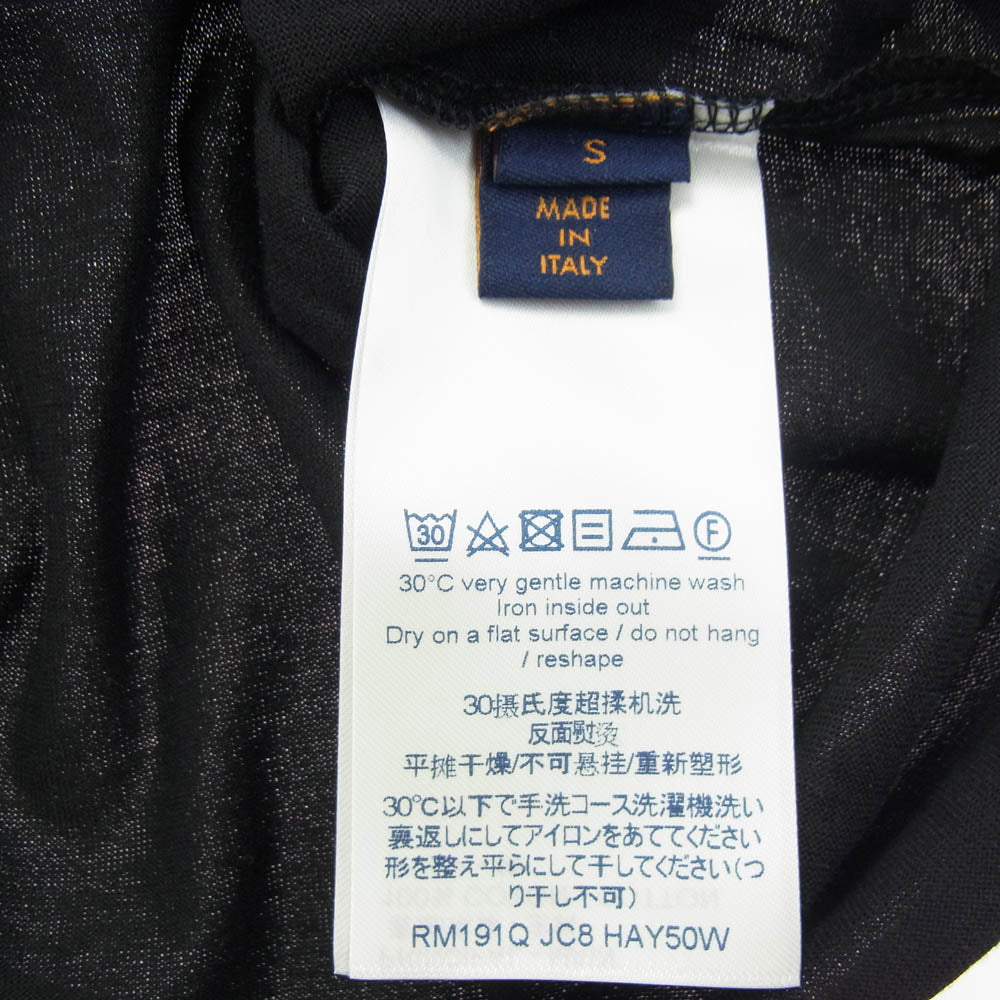 S
MADE
IN
ITALY
30 F
30°C very gentle machine wash
Iron inside out
Dry on a flat surface / do not hang
/ reshape
30摄氏度超揉机洗
反面熨烫
平摊干燥/不可悬挂/重新塑形
30℃以下で手洗コース洗濯機洗い
裏返しにしてアイロンをあててください
形を整え平らにして干してください(つ
り干し不可)
RM191Q JC8 HAY50W